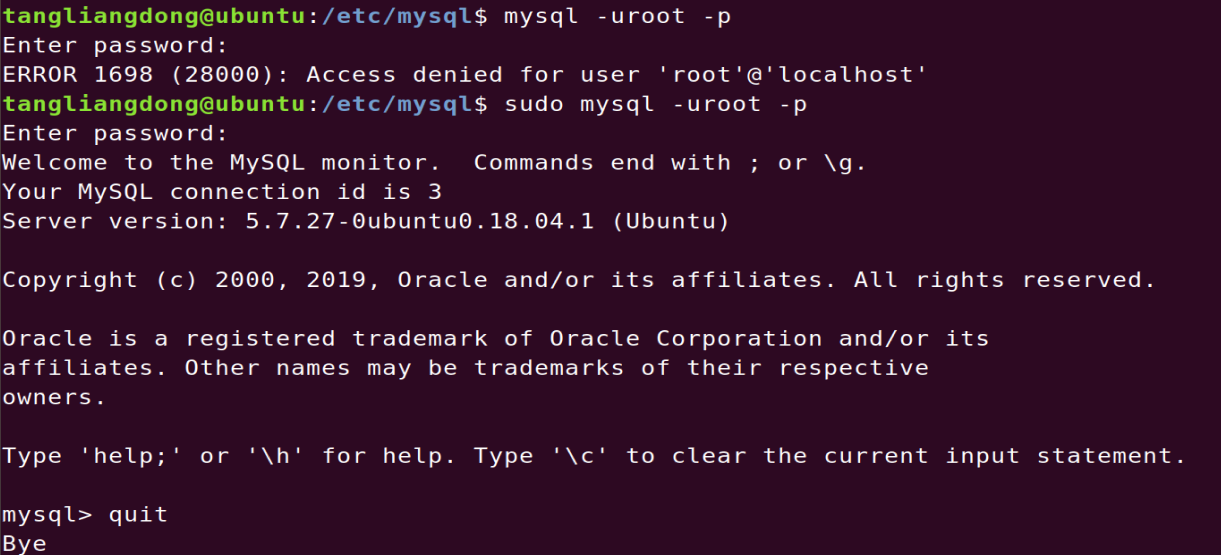 tangliangdong@ubuntu:/etc/mysql$ mysql -uroot -p
Enter password:
ERROR 1698 (28000): Access denied for user 'root'@'localhost'
tangliangdong@ubuntu:/etc/mysql$ sudo mysql -uroot -p
Enter password:
Welcome to the MySQL monitor.  Commands end with ; or \g.
Your MySQL connection id is 3
Server version: 5.7.27-0ubuntu0.18.04.1 (Ubuntu)
Copyright (c) 2000, 2019, Oracle and/or its affiliates. All rights reserved.
Oracle is a registered trademark of Oracle Corporation and/or its
affiliates. Other names may be trademarks of their respective
owners.
Type 'help;' or '\h' for help. Type '\c' to clear the current input statement.
mysql> quit
Bye